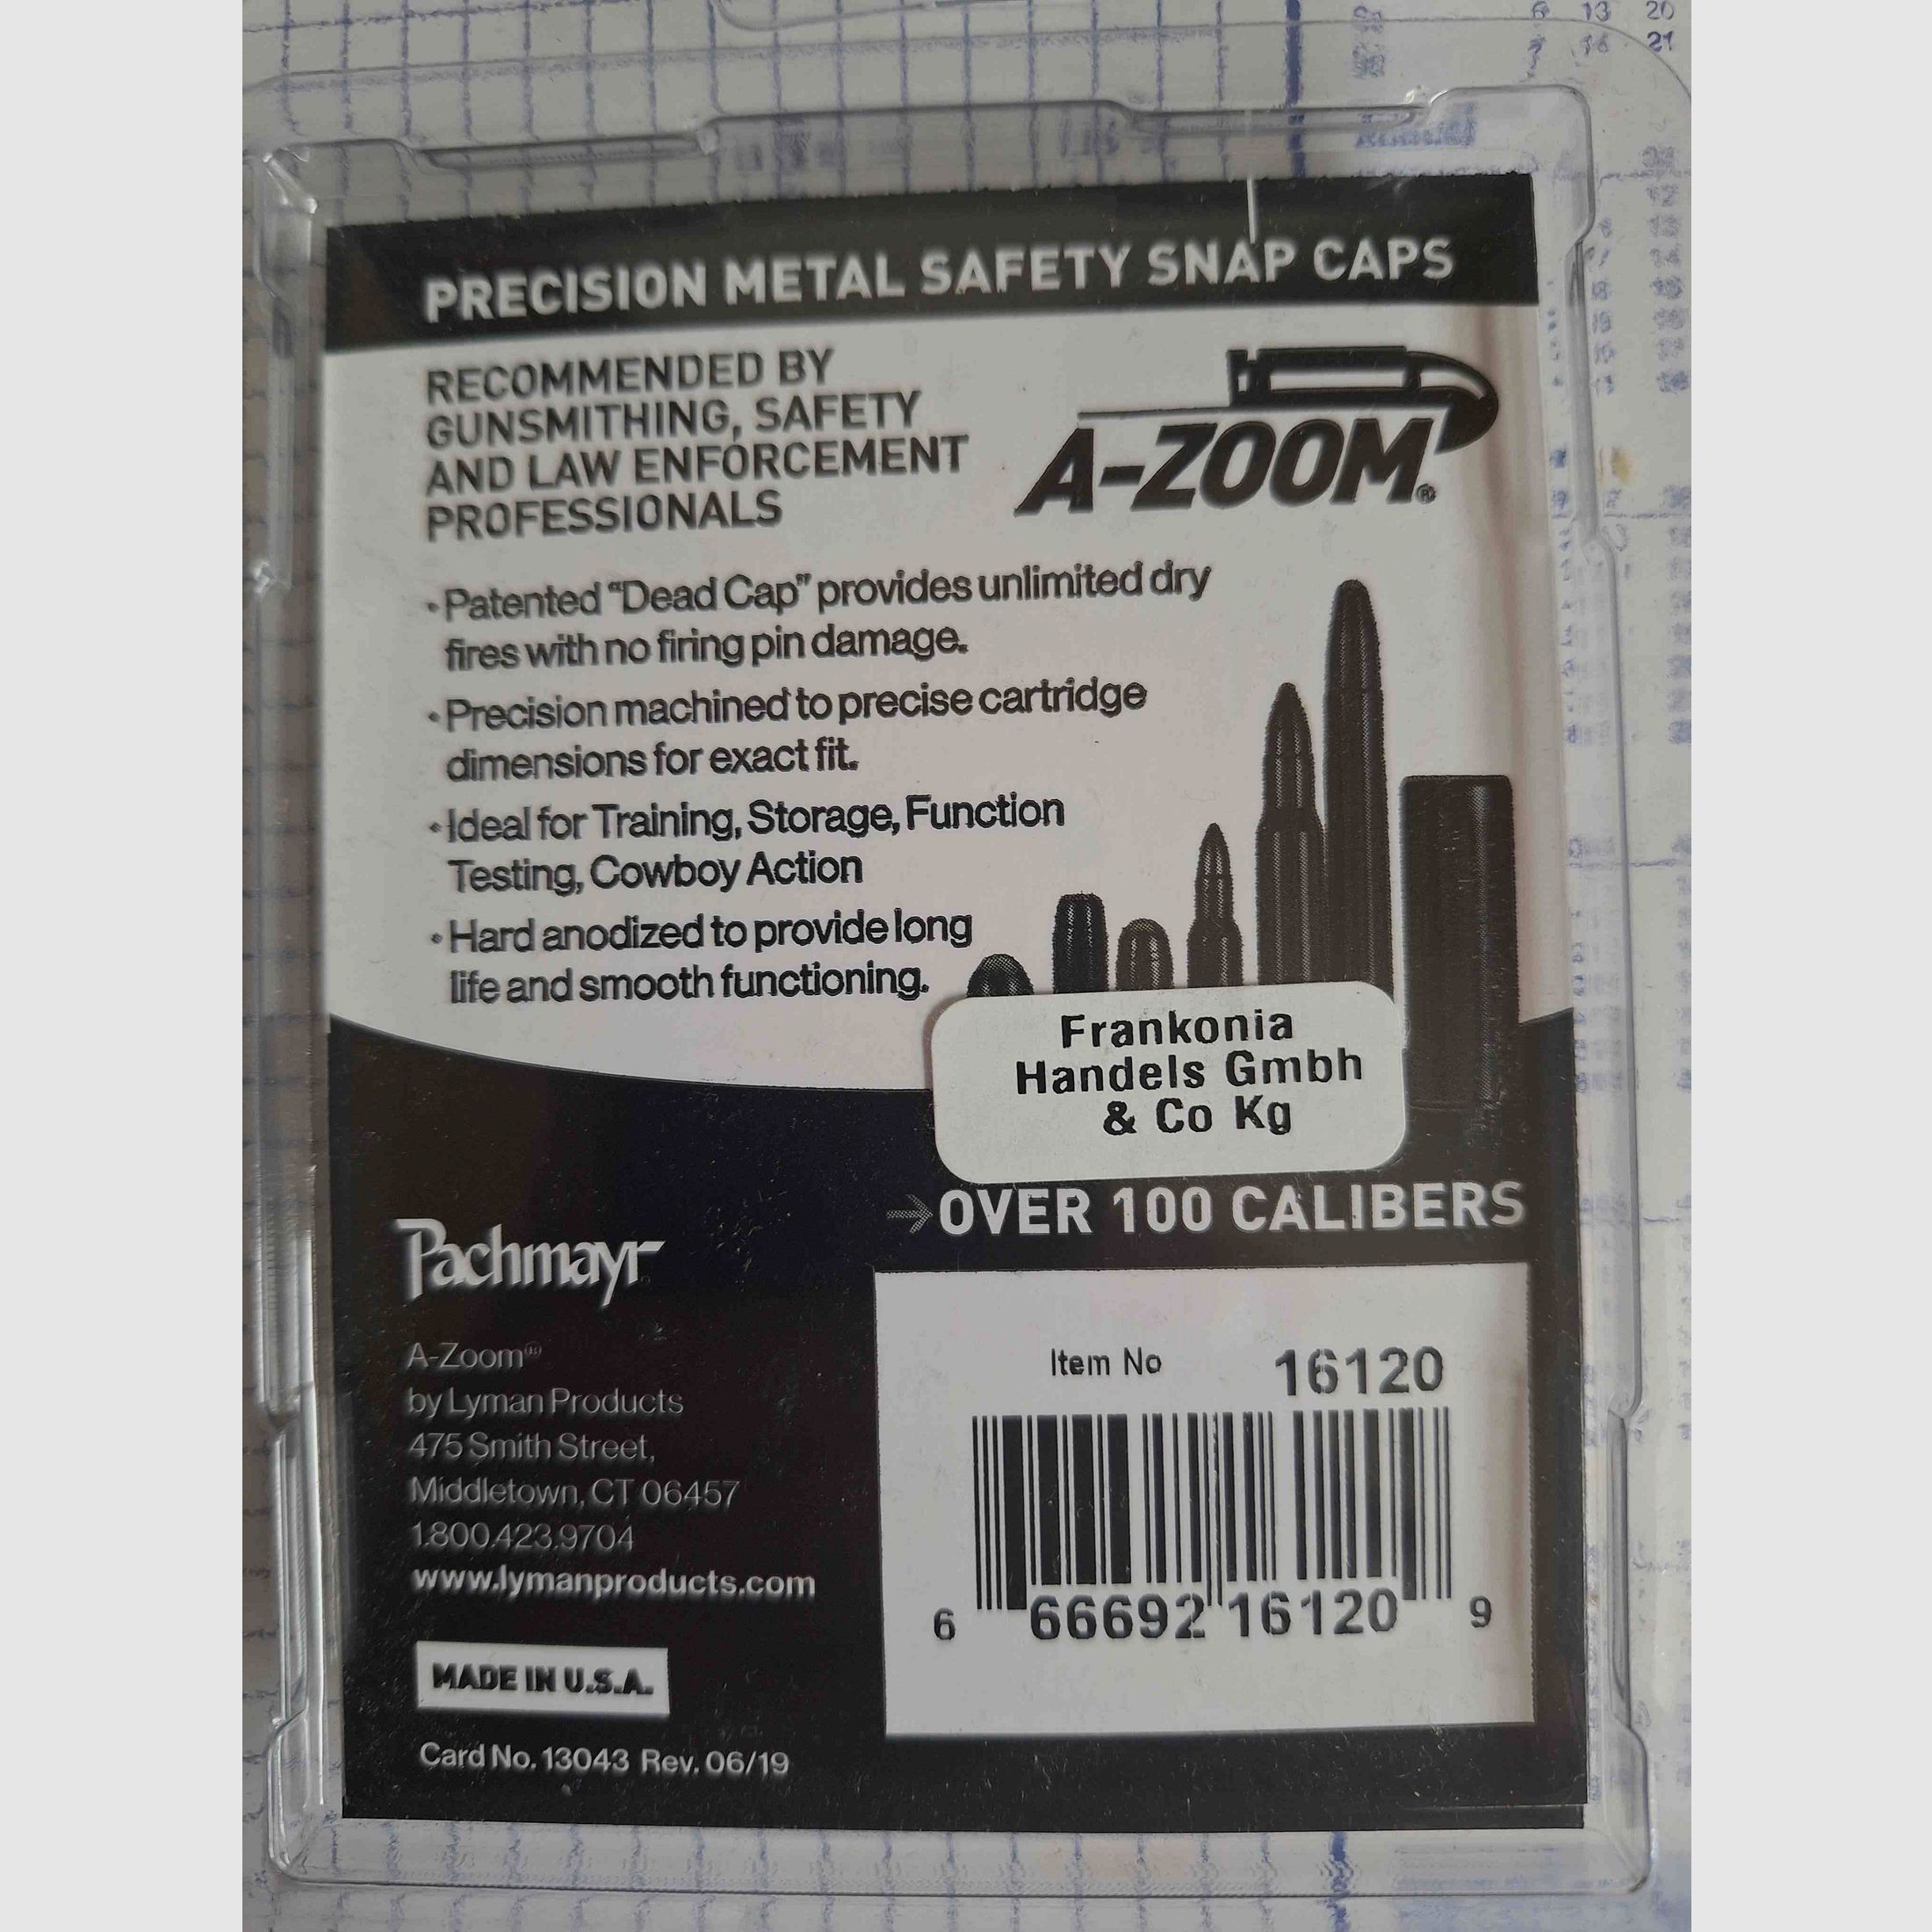 PRECISION METAL SAFETY SNAP CAPS
RECOMMENDED BY
GUNSMITHING, SAFETY
AND LAW ENFORCEMENT
PROFESSIONALS
A-ZOOM®
• Patented “Dead Cap” provides unlimited dry
fires with no firing pin damage.
• Precision machined to precise cartridge
dimensions for exact fit.
• Ideal for Training, Storage, Function
Testing, Cowboy Action
• Hard anodized to provide long
life and smooth functioning.
Frankonia
Handels Gmbh
& Co Kg
→OVER 100 CALIBERS
Pachmayr
A-Zoom®
by Lyman Products
475 Smith Street,
Middletown, CT 06457
1.800.423.9704
www.lymanproducts.com
MADE IN U.S.A.
Card No. 13043 Rev. 06/19
Item No 16120
6 66692 16120 9
13 20
21